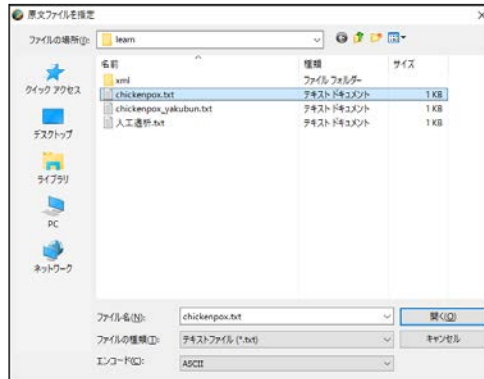 原文ファイルを指定
ファイルの場所(I): learn
名前 種類 サイズ
xml ファイル フォルダー
chickenpox.txt テキスト ドキュメント 1 KB
chickenpox_yakubun.txt テキスト ドキュメント 1 KB
人工透析.txt テキスト ドキュメント 1 KB
クイック アクセス
デスクトップ
ライブラリ
PC
ネットワーク
ファイル名(N): chickenpox.txt 開く(O)
ファイルの種類(T): テキストファイル (*.txt) キャンセル
エンコード(C): ASCII